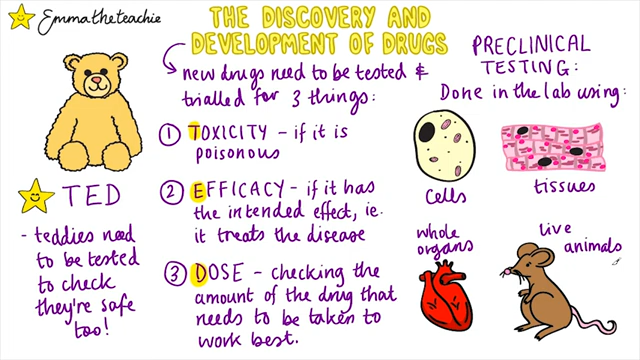 Emmatheteachie
THE DISCOVERY AND
DEVELOPMENT OF DRUGS
new drugs need to be tested &
trialled for 3 things:
1 TOXICITY - if it is
poisonous
2 EFFICACY - if it has
the intended effect, ie.
it treats the disease
3 DOSE - checking the
amount of the drug that
needs to be taken to
work best.
TED
- teddies need
to be tested
to check
they're safe
too!
PRECLINICAL
TESTING:
Done in the lab using:
cells
tissues
whole
organs
live
animals